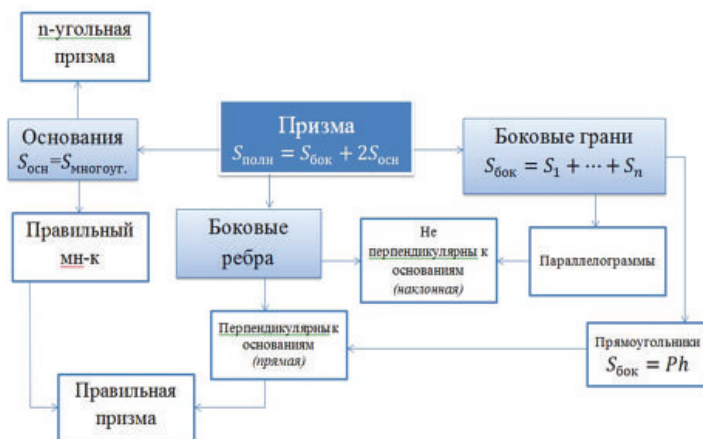 n-угольная
призма
Основания
Sосн=Sмногоуг.
Призма
Sполн = Sбок + 2Sосн
Боковые грани
Sбок = S₁ + ⋯ + Sₙ
Правильный
мн-к
Боковые
ребра
Не
перпендикулярны к
основаниям
(наклонная)
Параллелограммы
Перпендикулярны к
основаниям
(прямая)
Прямоугольники
Sбок = Ph
Правильная
призма